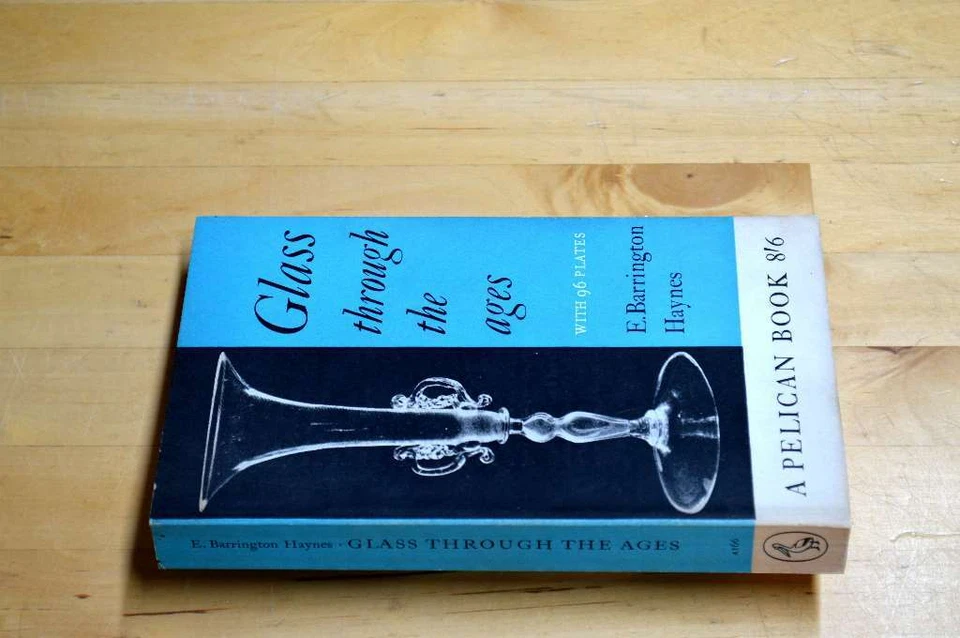 Glass
through
the
ages
WITH 96 PLATES
E. Barrington
Haynes
A PELICAN BOOK 8/6
E. Barrington Haynes · GLASS THROUGH THE AGES
A166